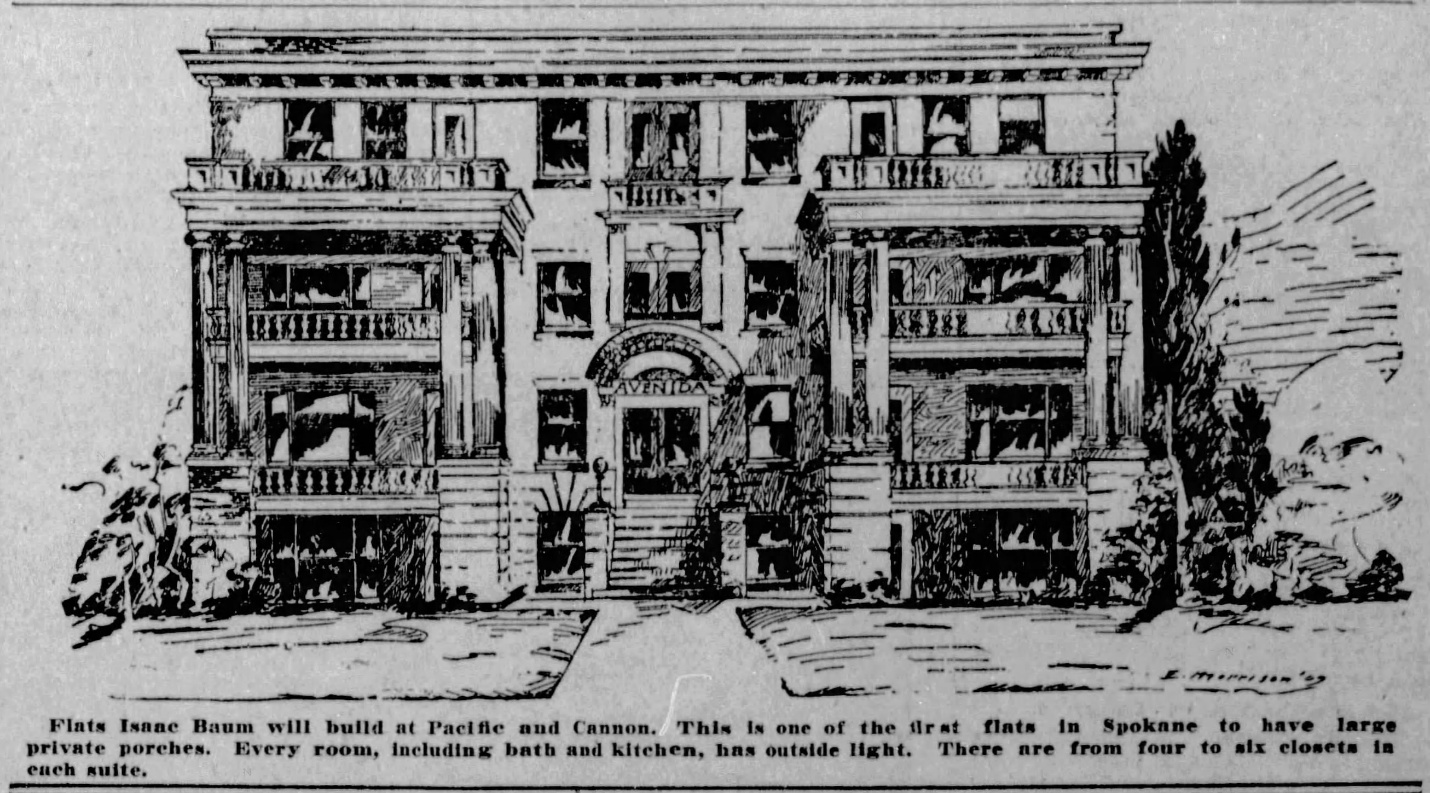 AVENIDA
E. Morrison '09
Flats Isaac Baum will build at Pacific and Cannon. This is one of the first flats in Spokane to have large
private porches. Every room, including bath and kitchen, has outside light. There are from four to six closets in
each suite.